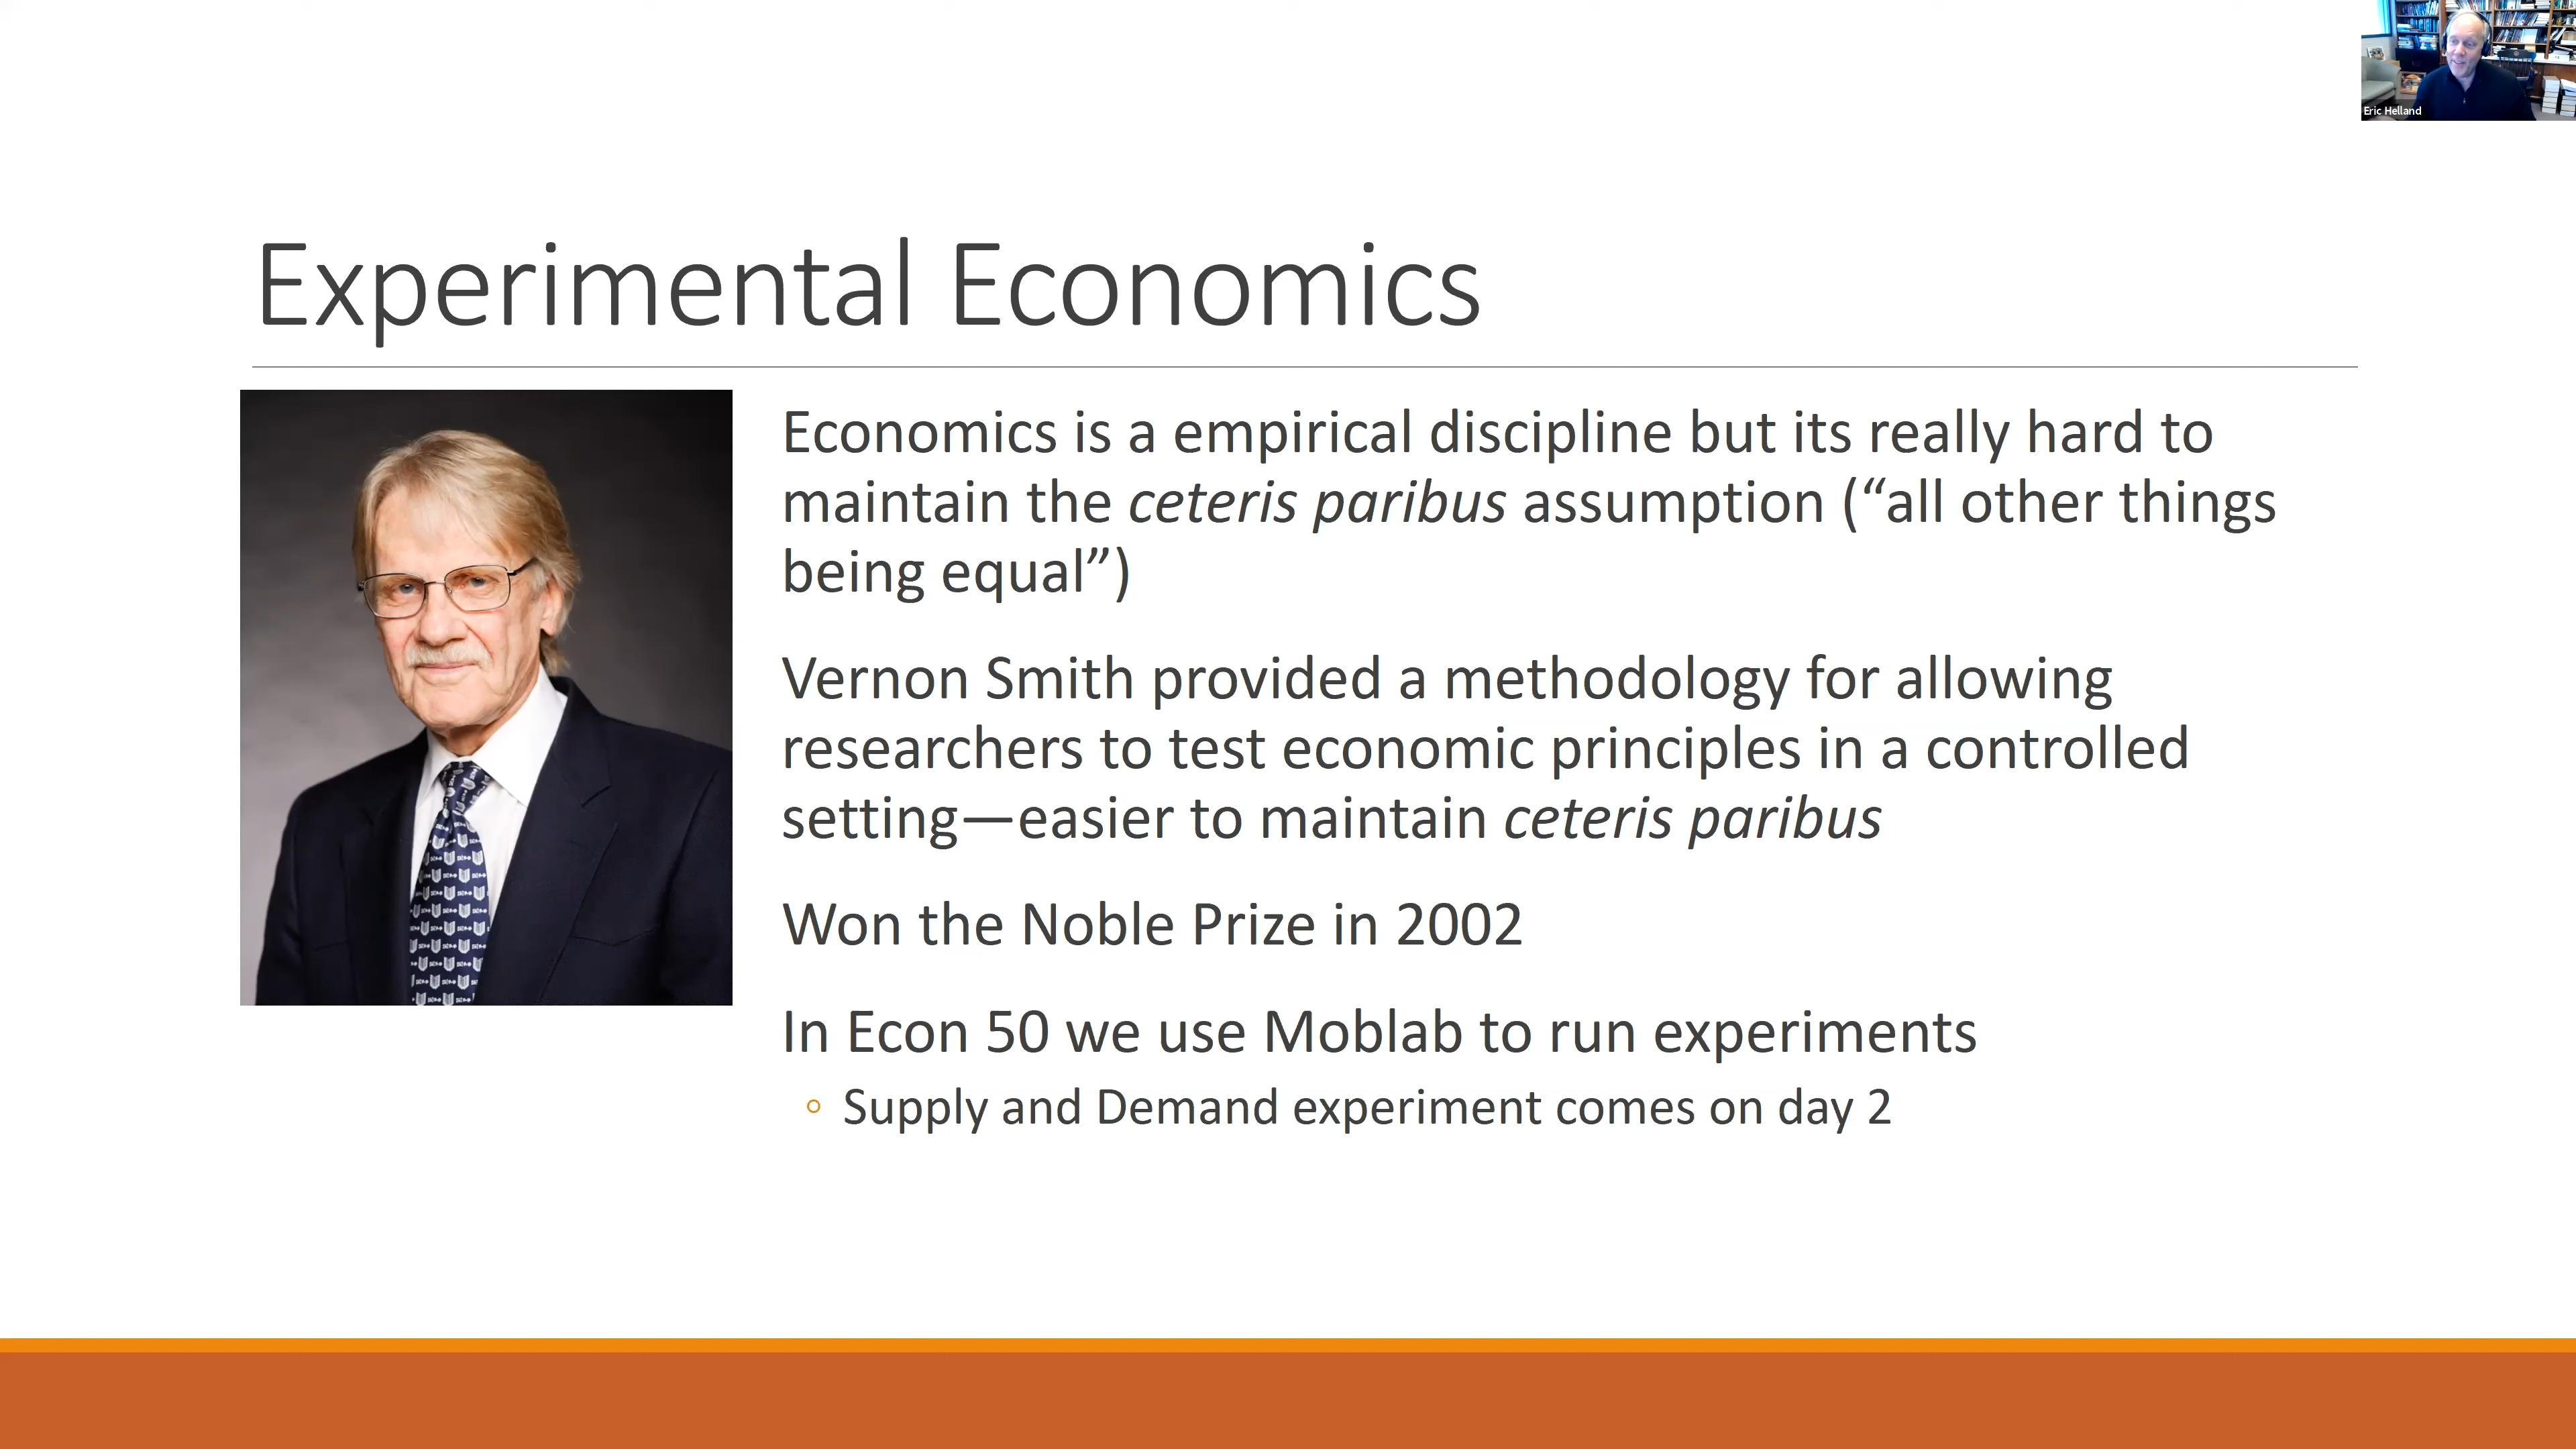 Eric Helland
Experimental Economics
Economics is a empirical discipline but its really hard to
maintain the ceteris paribus assumption (“all other things
being equal”)
Vernon Smith provided a methodology for allowing
researchers to test economic principles in a controlled
setting—easier to maintain ceteris paribus
Won the Noble Prize in 2002
In Econ 50 we use Moblab to run experiments
◦ Supply and Demand experiment comes on day 2